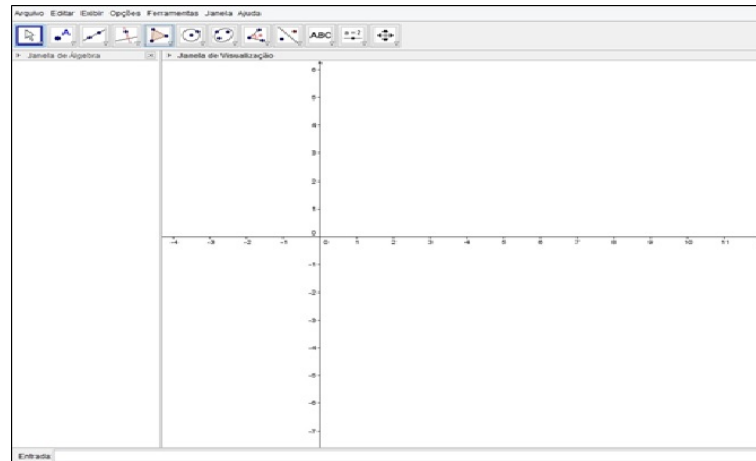 Arquivo Editar Exibir Opções Ferramentas Janela Ajuda
A ABC a=2
Janela de Álgebra
Janela de Visualização
6
5
4
3
2
1
0
-4 -3 -2 -1 0 1 2 3 4 5 6 7 8 9 10 11
-1
-2
-3
-4
-5
-6
-7
Entrada: